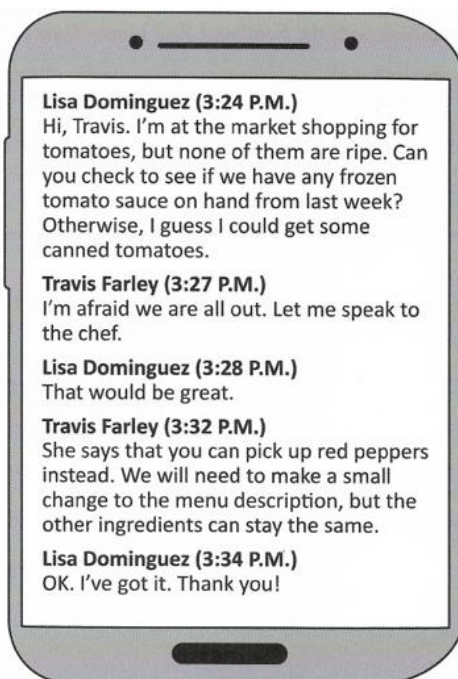 Lisa Dominguez (3:24 P.M.)
Hi, Travis. I'm at the market shopping for
tomatoes, but none of them are ripe. Can
you check to see if we have any frozen
tomato sauce on hand from last week?
Otherwise, I guess I could get some
canned tomatoes.
Travis Farley (3:27 P.M.)
I'm afraid we are all out. Let me speak to
the chef.
Lisa Dominguez (3:28 P.M.)
That would be great.
Travis Farley (3:32 P.M.)
She says that you can pick up red peppers
instead. We will need to make a small
change to the menu description, but the
other ingredients can stay the same.
Lisa Dominguez (3:34 P.M.)
OK. I've got it. Thank you!